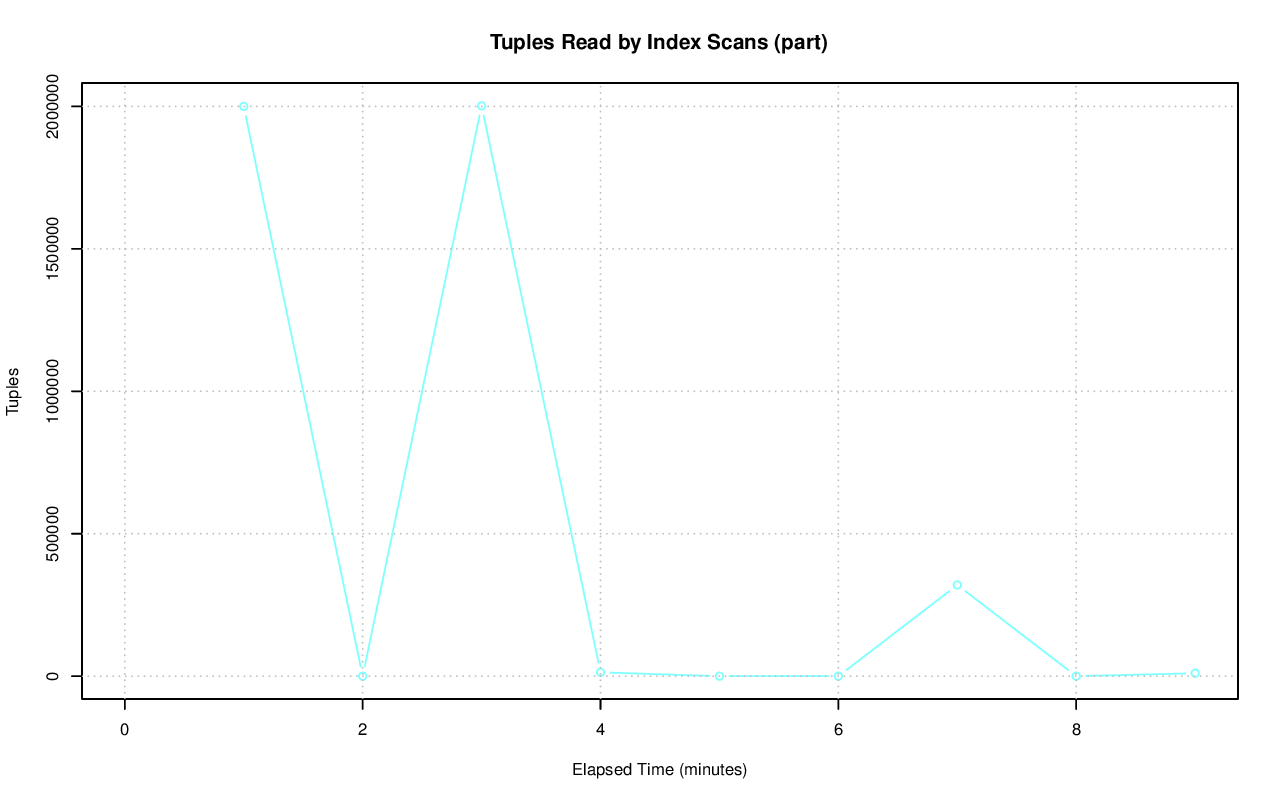 Tuples Read by Index Scans (part)
Tuples
2000000
1500000
1000000
500000
0
0 2 4 6 8
Elapsed Time (minutes)